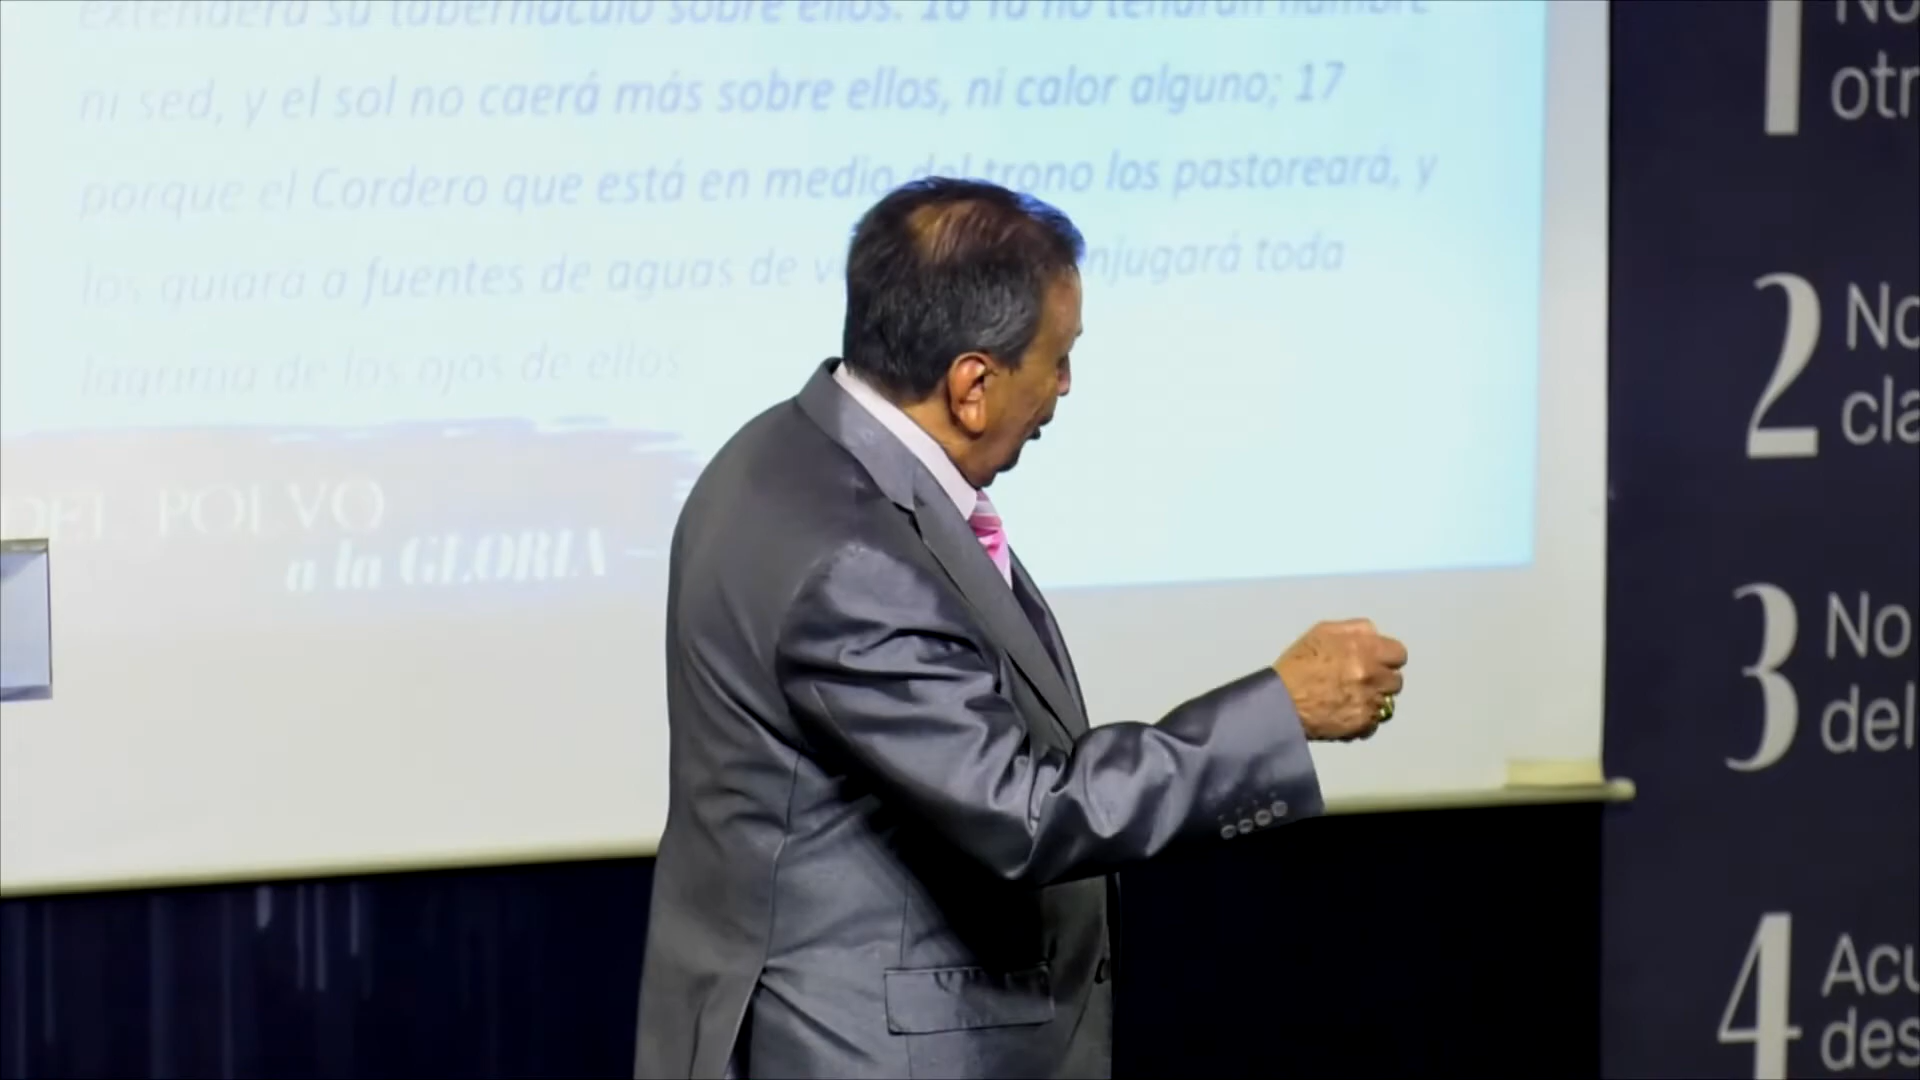 extenderá su tabernáculo sobre ellos. 16 Ya no tendrán hambre
ni sed, y el sol no caerá más sobre ellos, ni calor alguno; 17
porque el Cordero que está en medio del trono los pastoreará, y
los guiará a fuentes de aguas de v njugará toda
lágrima de los ojos de ellos
DEL POLVO
a la GLORIA
1 No
otr
2 No
cla
3 No
del
4 Acu
des